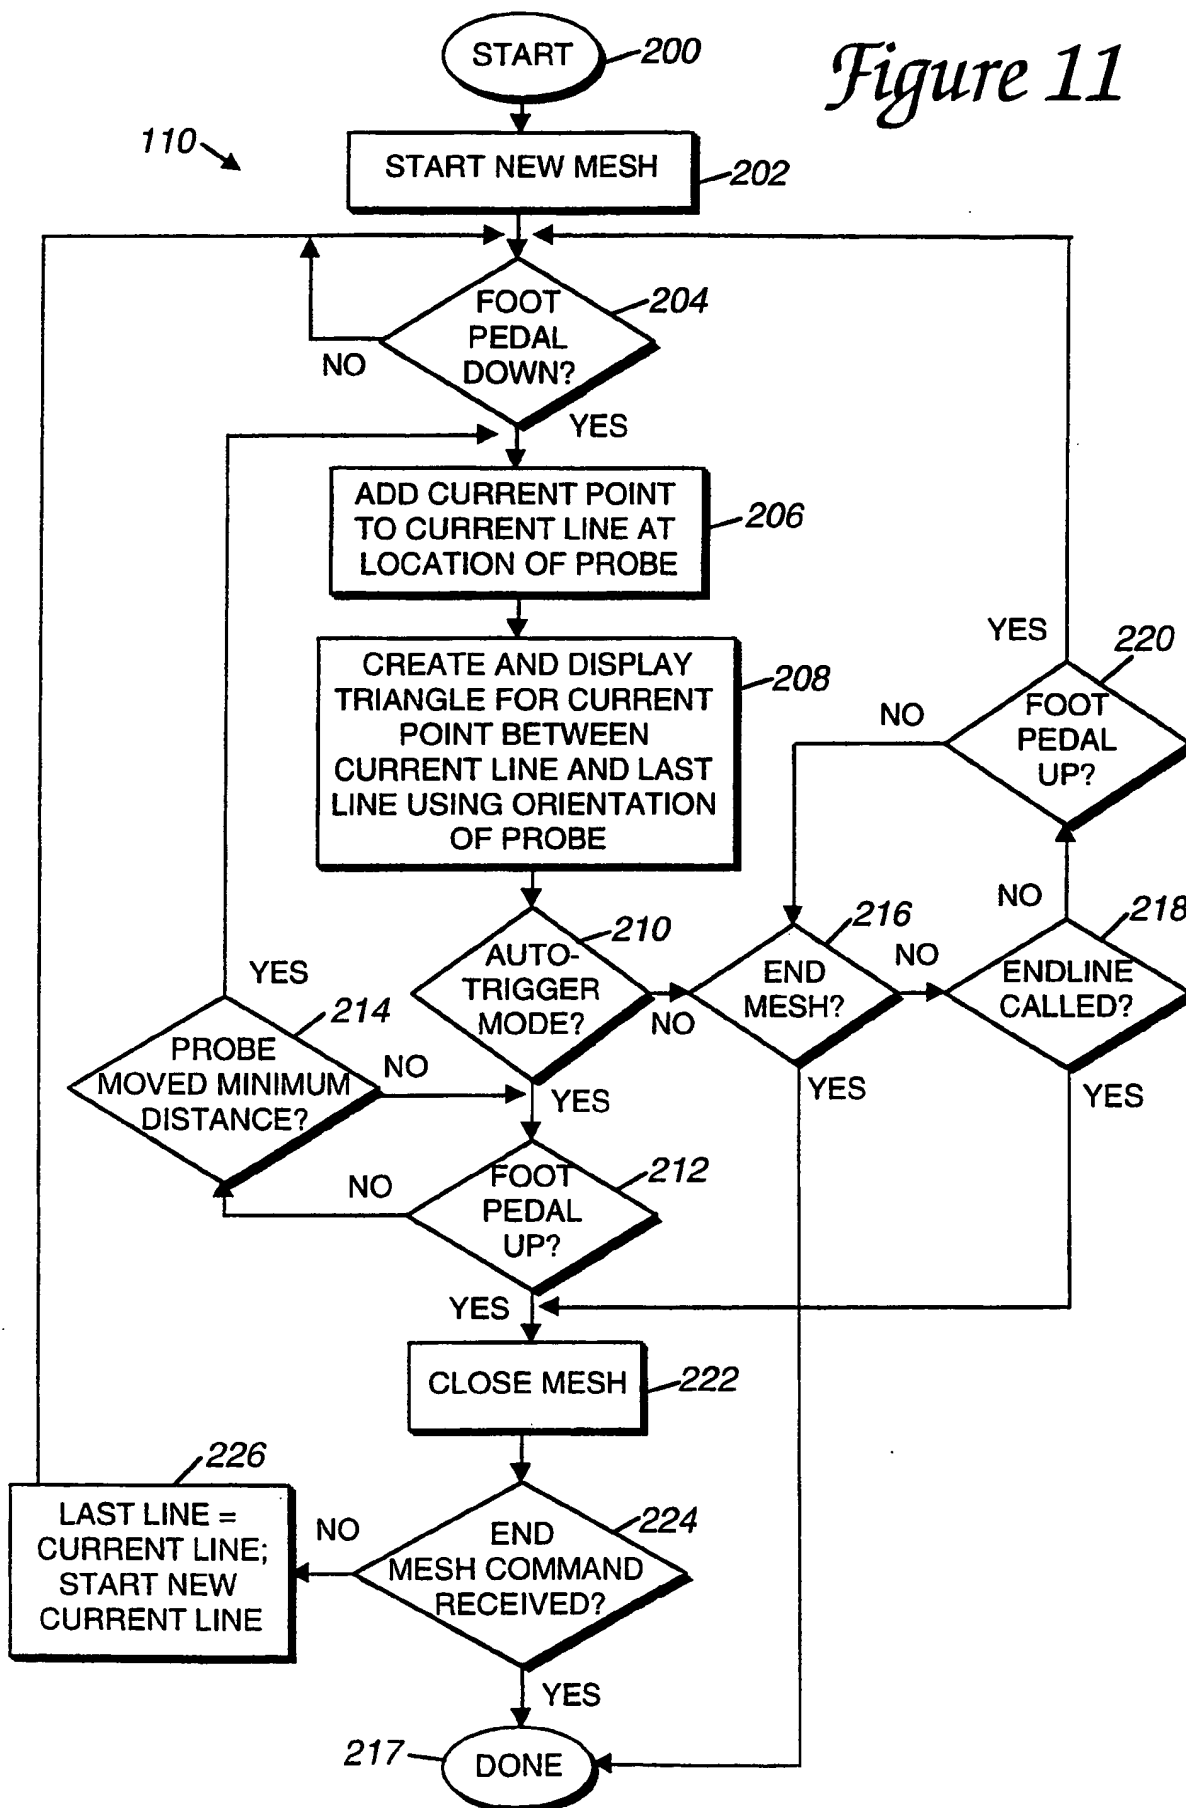 START
200
Figure 11
110
START NEW MESH
202
FOOT
PEDAL
DOWN?
204
NO
YES
ADD CURRENT POINT
TO CURRENT LINE AT
LOCATION OF PROBE
206
CREATE AND DISPLAY
TRIANGLE FOR CURRENT
POINT BETWEEN
CURRENT LINE AND LAST
LINE USING ORIENTATION
OF PROBE
208
YES
220
FOOT
PEDAL
UP?
NO
NO
AUTO-
TRIGGER
MODE?
210
NO
YES
END
MESH?
216
NO
YES
ENDLINE
CALLED?
218
YES
YES
214
PROBE
MOVED MINIMUM
DISTANCE?
NO
FOOT
PEDAL
UP?
212
NO
YES
CLOSE MESH
222
226
LAST LINE =
CURRENT LINE;
START NEW
CURRENT LINE
NO
END
MESH COMMAND
RECEIVED?
224
YES
217
DONE